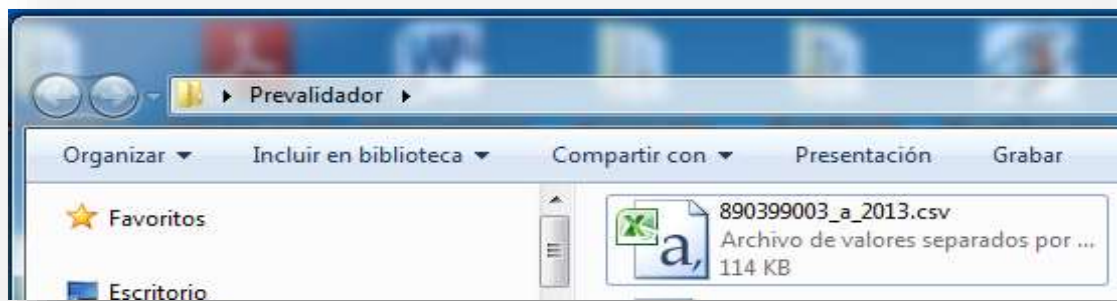 Prevalidador
Organizar Incluir en biblioteca Compartir con Presentación Grabar
Favoritos
Escritorio
890399003_a_2013.csv
Archivo de valores separados por ...
114 KB
a,